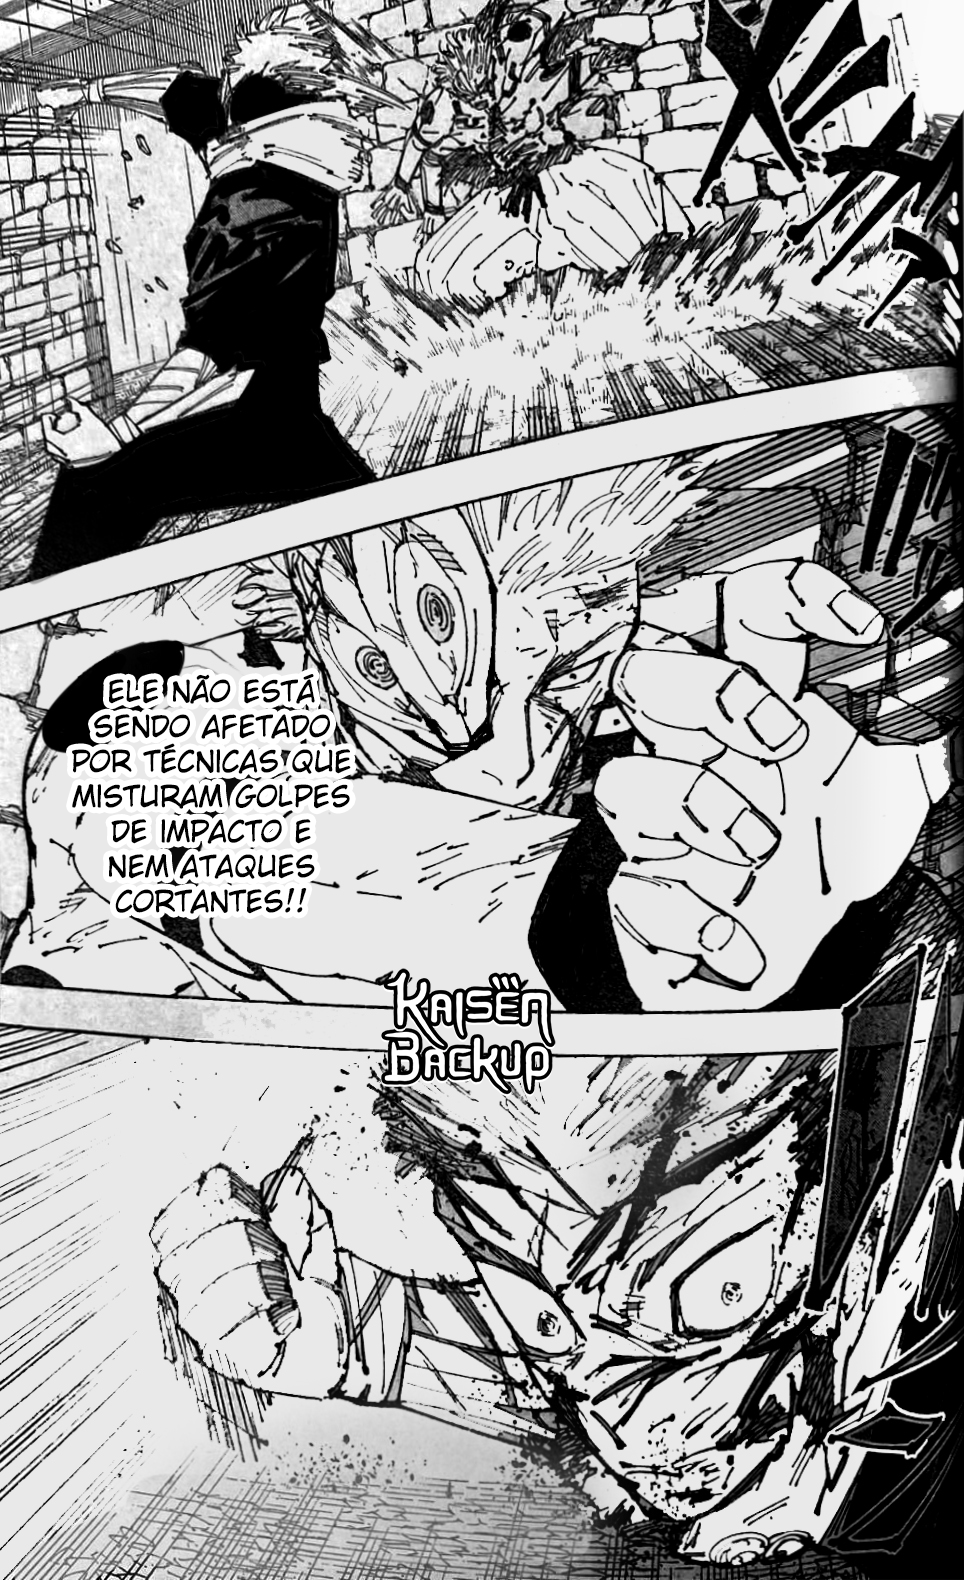 ELE NÃO ESTÁ
SENDO AFETADO
POR TÉCNICAS QUE
MISTURAM GOLPES
DE IMPACTO E
NEM ATAQUES
CORTANTES!!
KAISEN
BACKUP